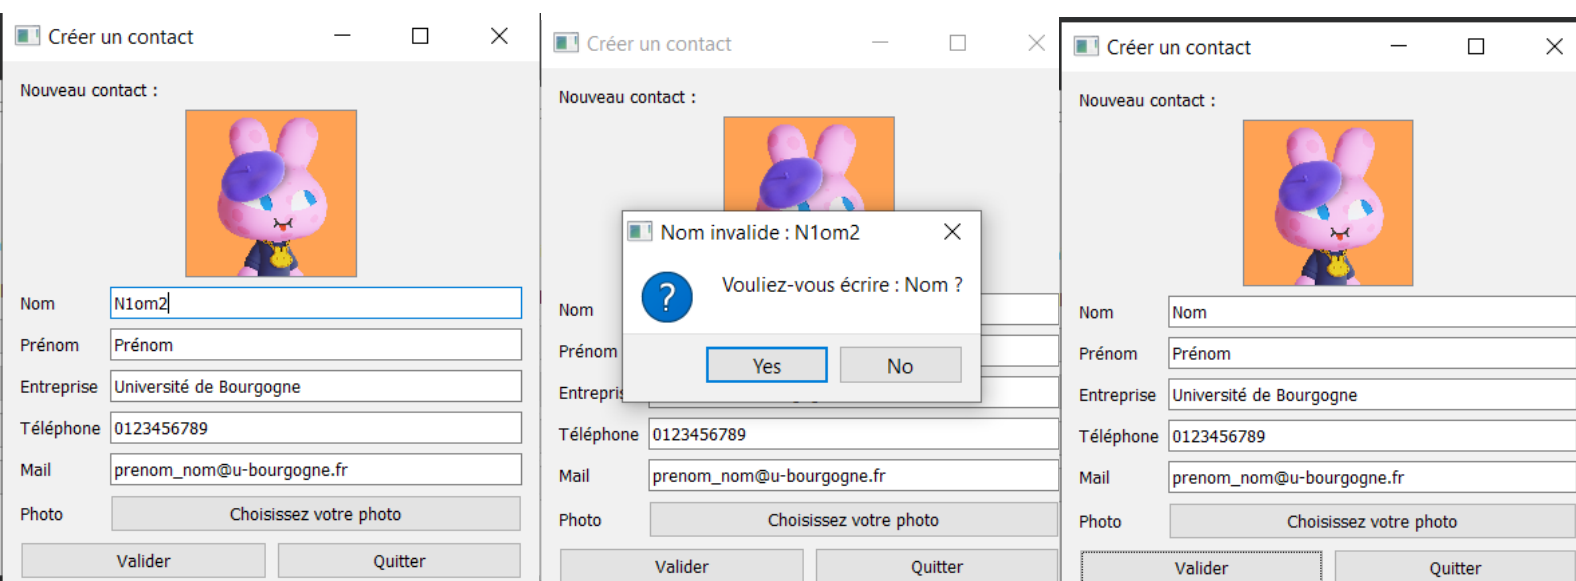 Créer un contact
Nouveau contact :
Nom N1om2
Prénom Prénom
Entreprise Université de Bourgogne
Téléphone 0123456789
Mail prenom_nom@u-bourgogne.fr
Photo Choisissez votre photo
Valider Quitter
Créer un contact
Nouveau contact :
Nom invalide : N1om2
Vouliez-vous écrire : Nom ?
Yes No
Nom
Prénom
Téléphone 0123456789
Mail prenom_nom@u-bourgogne.fr
Photo Choisissez votre photo
Valider Quitter
Créer un contact
Nouveau contact :
Nom Nom
Prénom Prénom
Entreprise Université de Bourgogne
Téléphone 0123456789
Mail prenom_nom@u-bourgogne.fr
Photo Choisissez votre photo
Valider Quitter